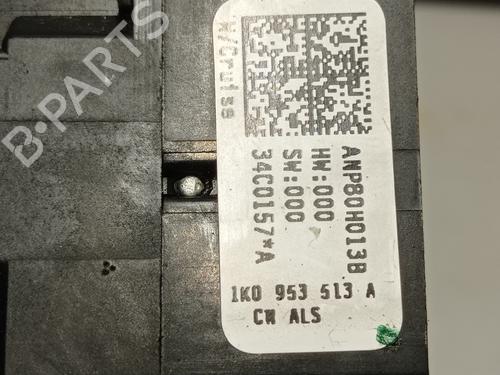 W/Cruise
ANP80H013B
HW:000
SW:000
34C0157*A
1K0 953 513 A
CW ALS
B-PARTS